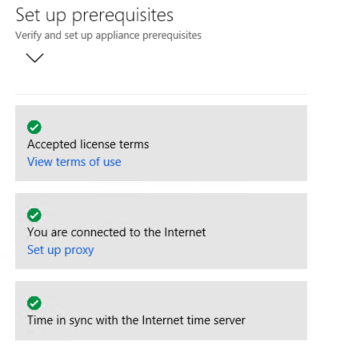 Set up prerequisites
Verify and set up appliance prerequisites
Accepted license terms
View terms of use
You are connected to the Internet
Set up proxy
Time in sync with the Internet time server